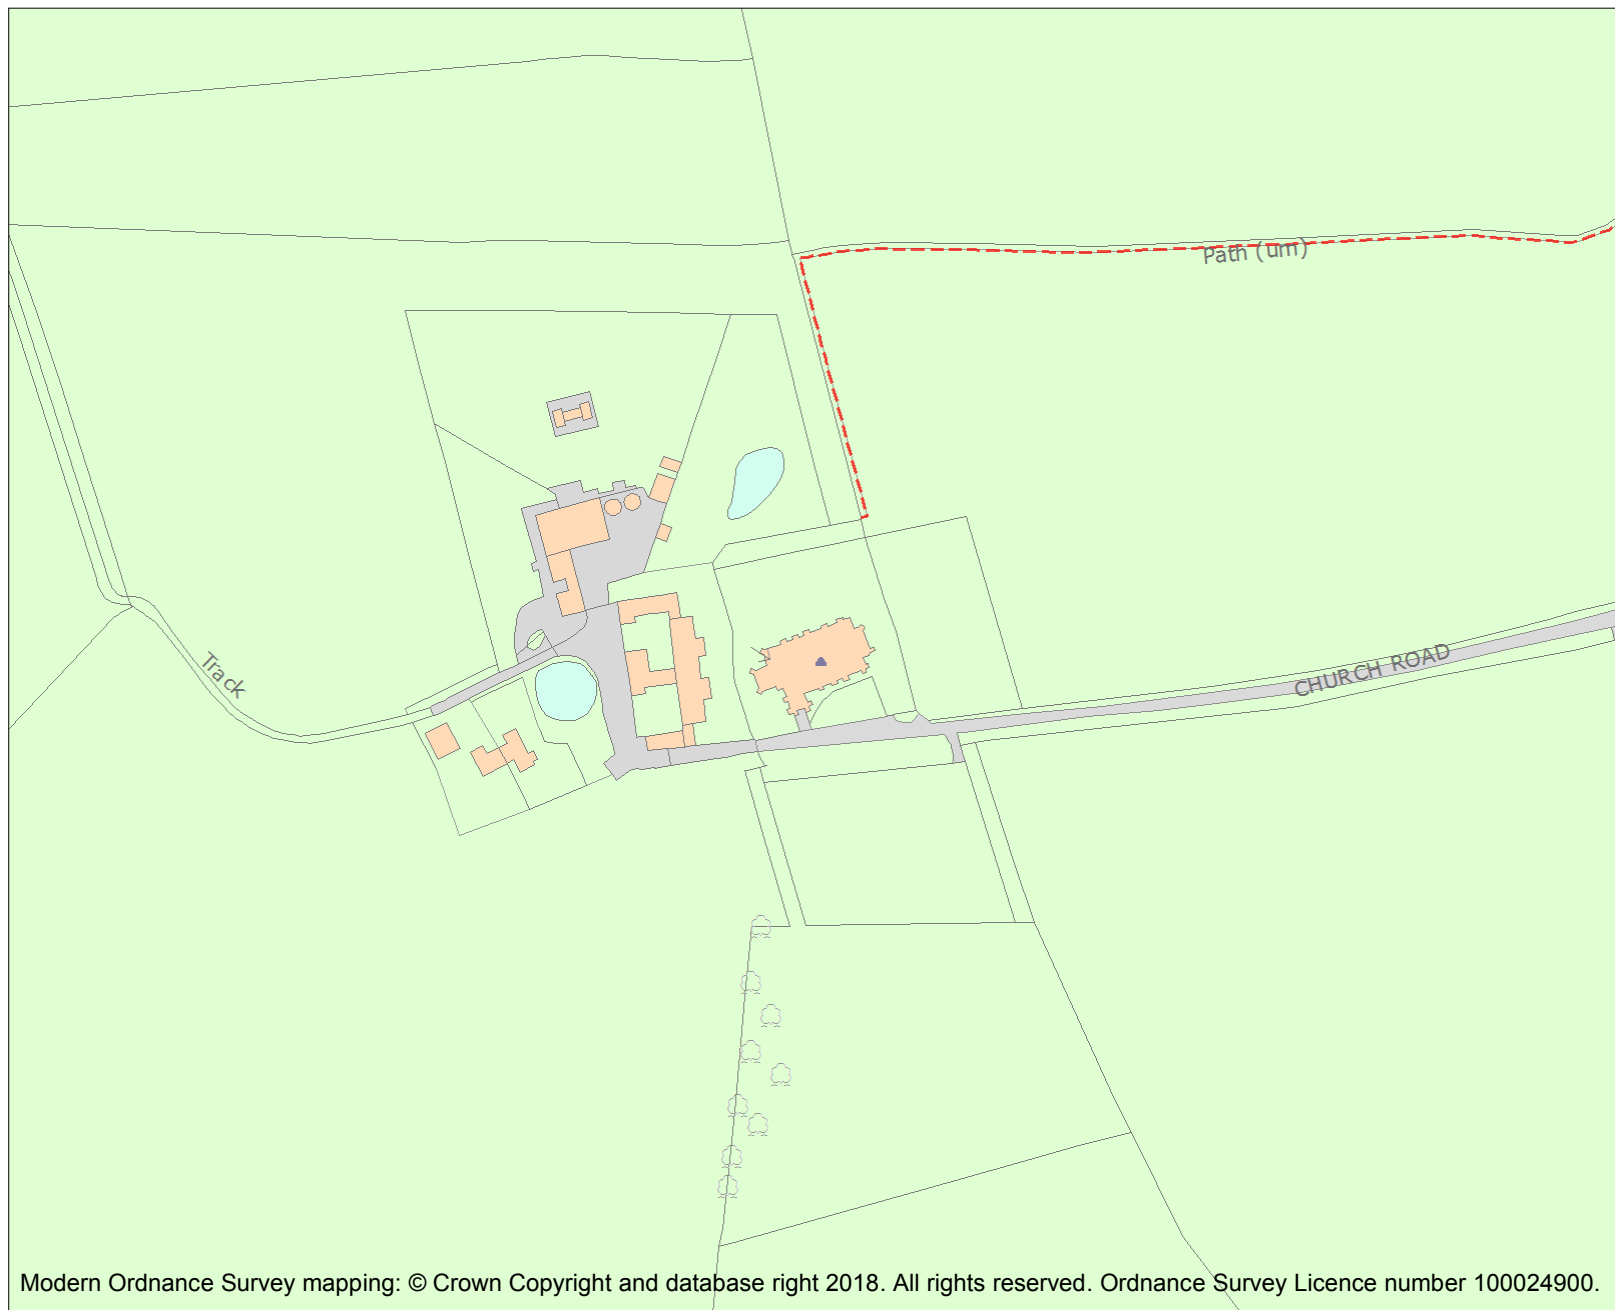 Path (um)
Track
CHURCH ROAD
Modern Ordnance Survey mapping: © Crown Copyright and database right 2018. All rights reserved. Ordnance Survey Licence number 100024900.